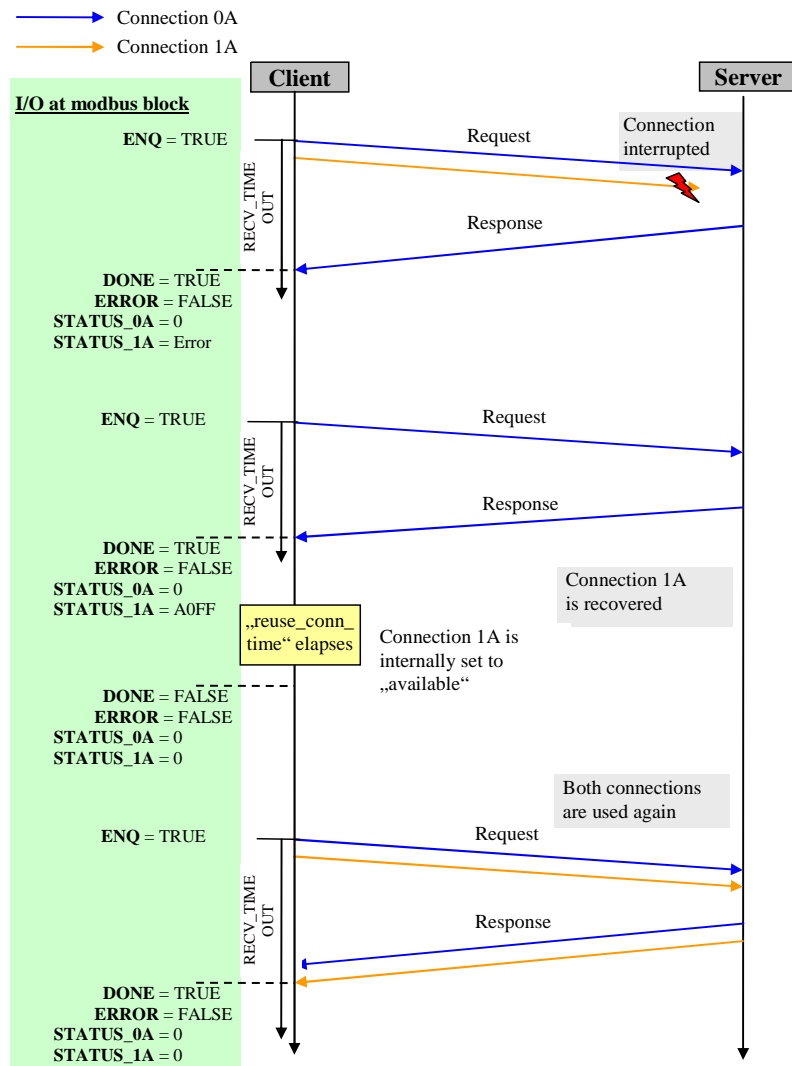 Connection 0A
Connection 1A
Client
Server
I/O at modbus block
ENQ = TRUE
Request
Connection
interrupted
RECV_TIME
OUT
Response
DONE = TRUE
ERROR = FALSE
STATUS_0A = 0
STATUS_1A = Error
ENQ = TRUE
Request
RECV_TIME
OUT
Response
DONE = TRUE
ERROR = FALSE
STATUS_0A = 0
STATUS_1A = A0FF
Connection 1A
is recovered
„reuse_conn_
time“ elapses
Connection 1A is
internally set to
„available“
DONE = FALSE
ERROR = FALSE
STATUS_0A = 0
STATUS_1A = 0
Both connections
are used again
ENQ = TRUE
Request
RECV_TIME
OUT
Response
DONE = TRUE
ERROR = FALSE
STATUS_0A = 0
STATUS_1A = 0